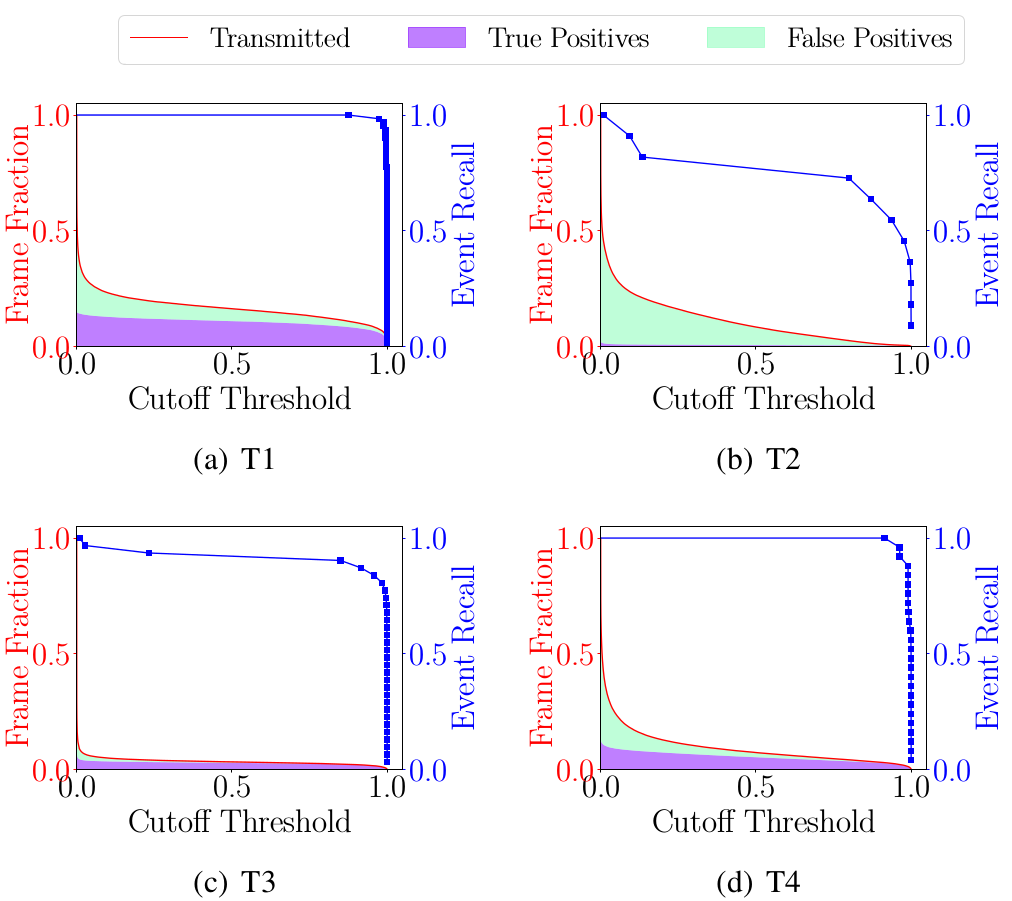 Transmitted True Positives False Positives
1.0 1.0 1.0 1.0
Frame Fraction Event Recall Frame Fraction Event Recall
0.5 0.5 0.5 0.5
0.0 0.0 0.0 0.0
0.0 0.5 1.0 0.0 0.5 1.0
Cutoff Threshold Cutoff Threshold
(a) T1 (b) T2
1.0 1.0 1.0 1.0
Frame Fraction Event Recall Frame Fraction Event Recall
0.5 0.5 0.5 0.5
0.0 0.0 0.0 0.0
0.0 0.5 1.0 0.0 0.5 1.0
Cutoff Threshold Cutoff Threshold
(c) T3 (d) T4